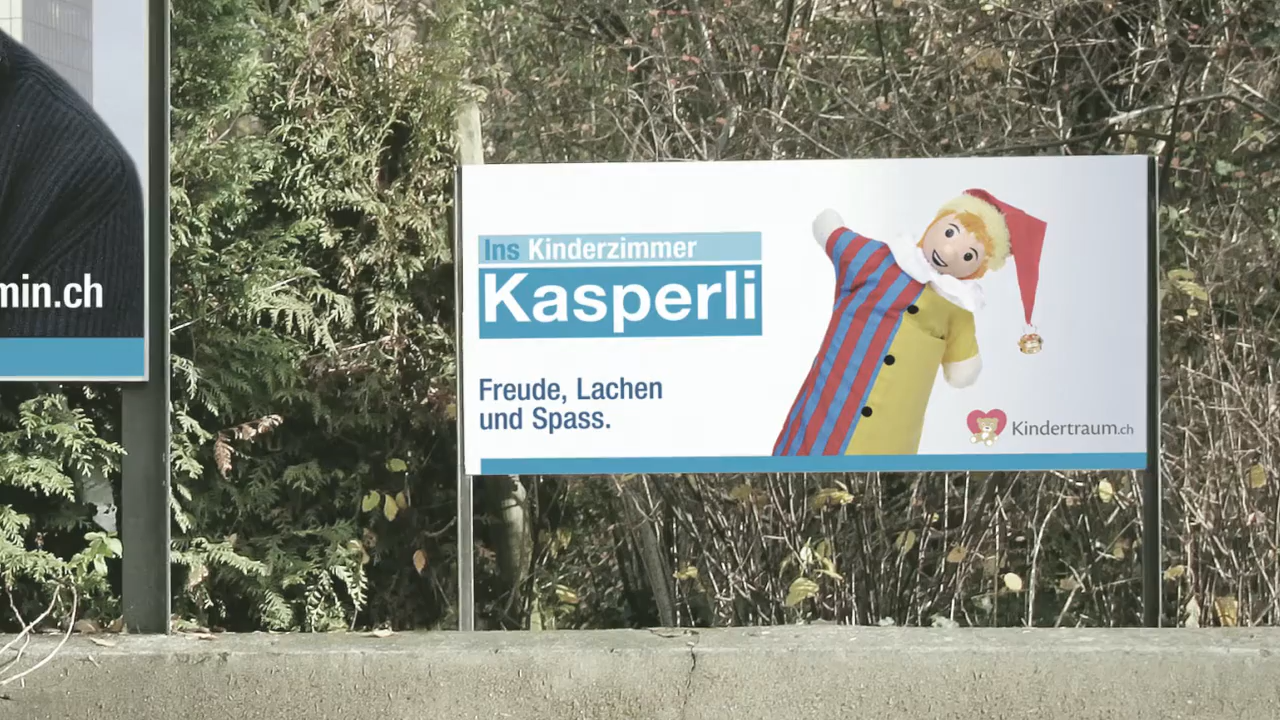 min.ch
Ins Kinderzimmer
Kasperli
Freude, Lachen
und Spass.
Kindertraum.ch